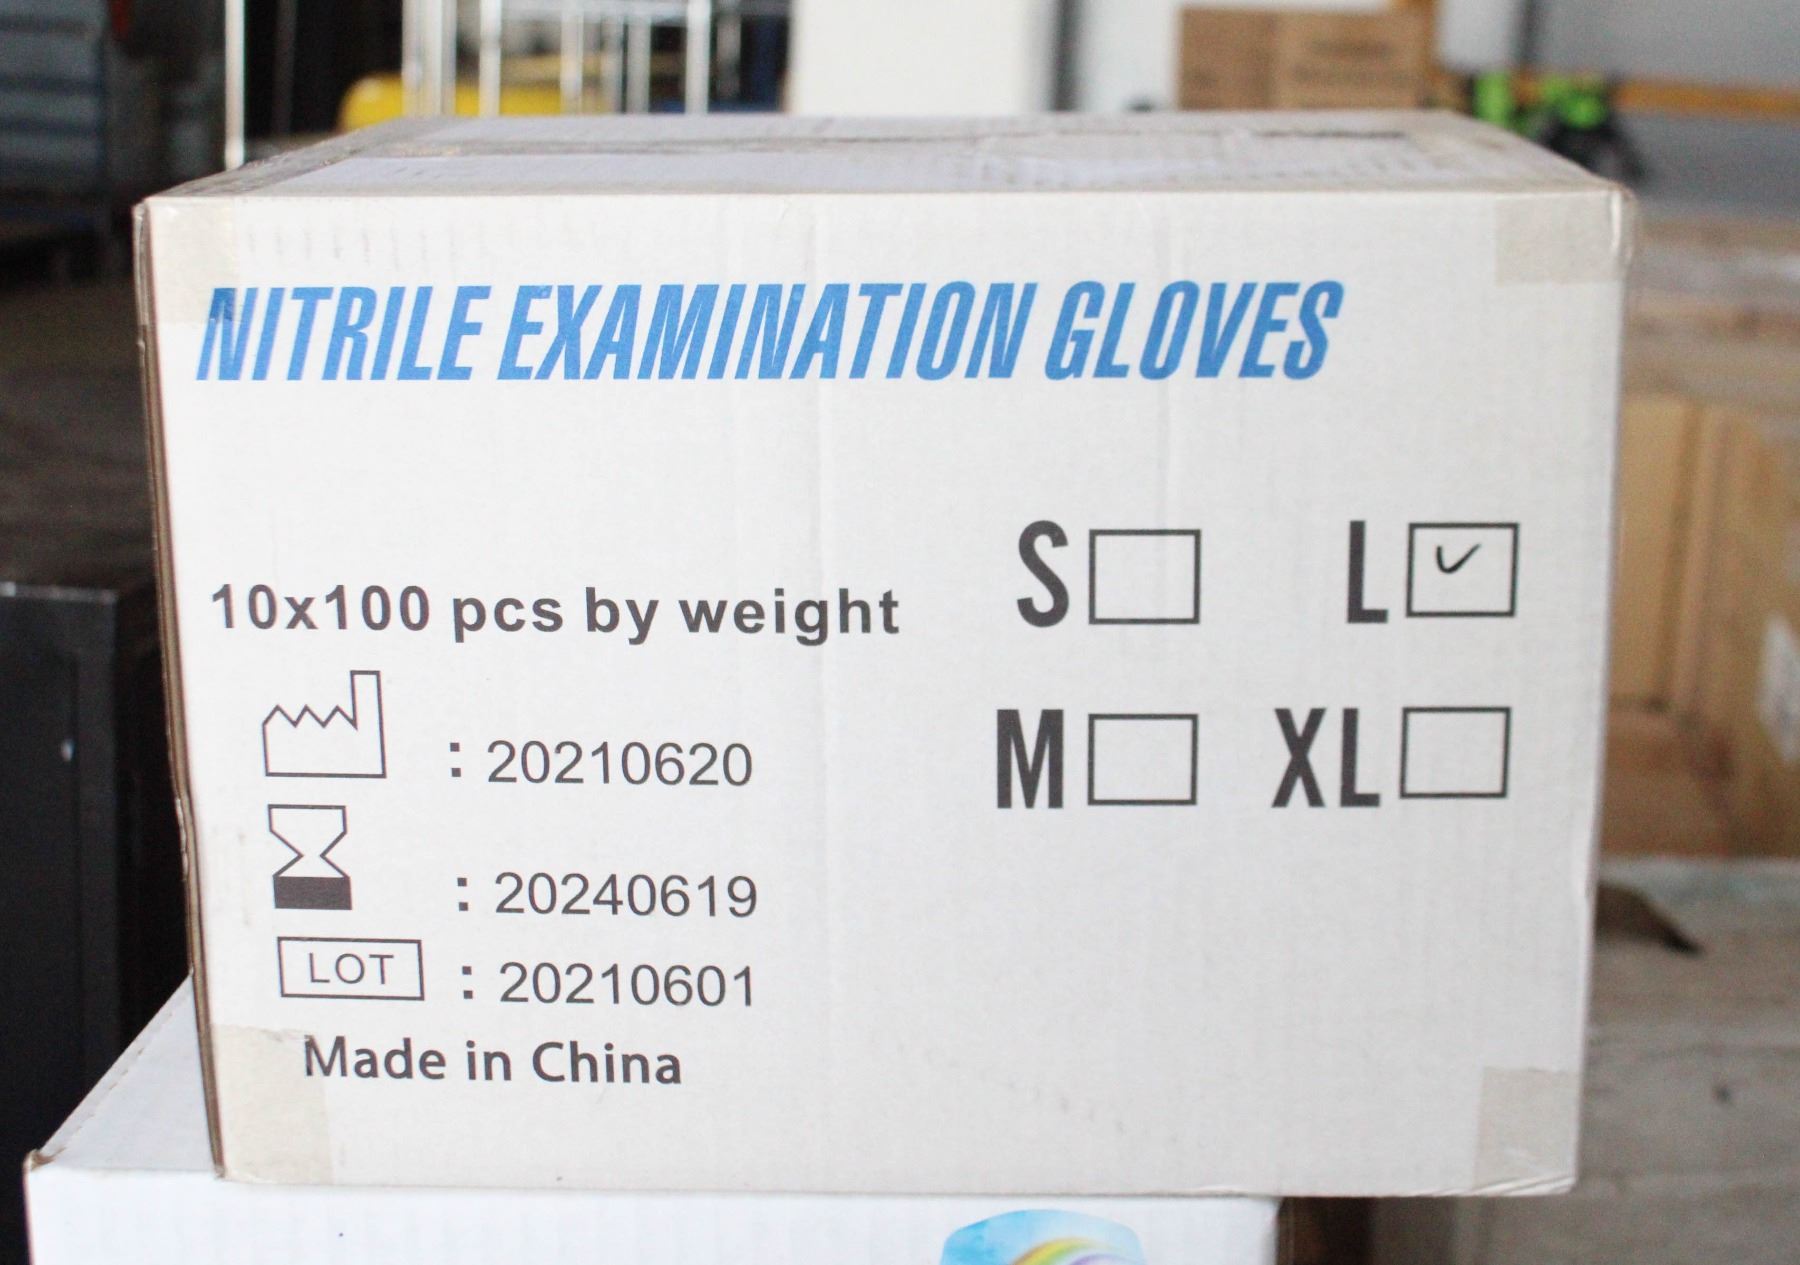 NITRILE EXAMINATION GLOVES
10x100 pcs by weight
S L
M XL
: 20210620
: 20240619
LOT : 20210601
Made in China